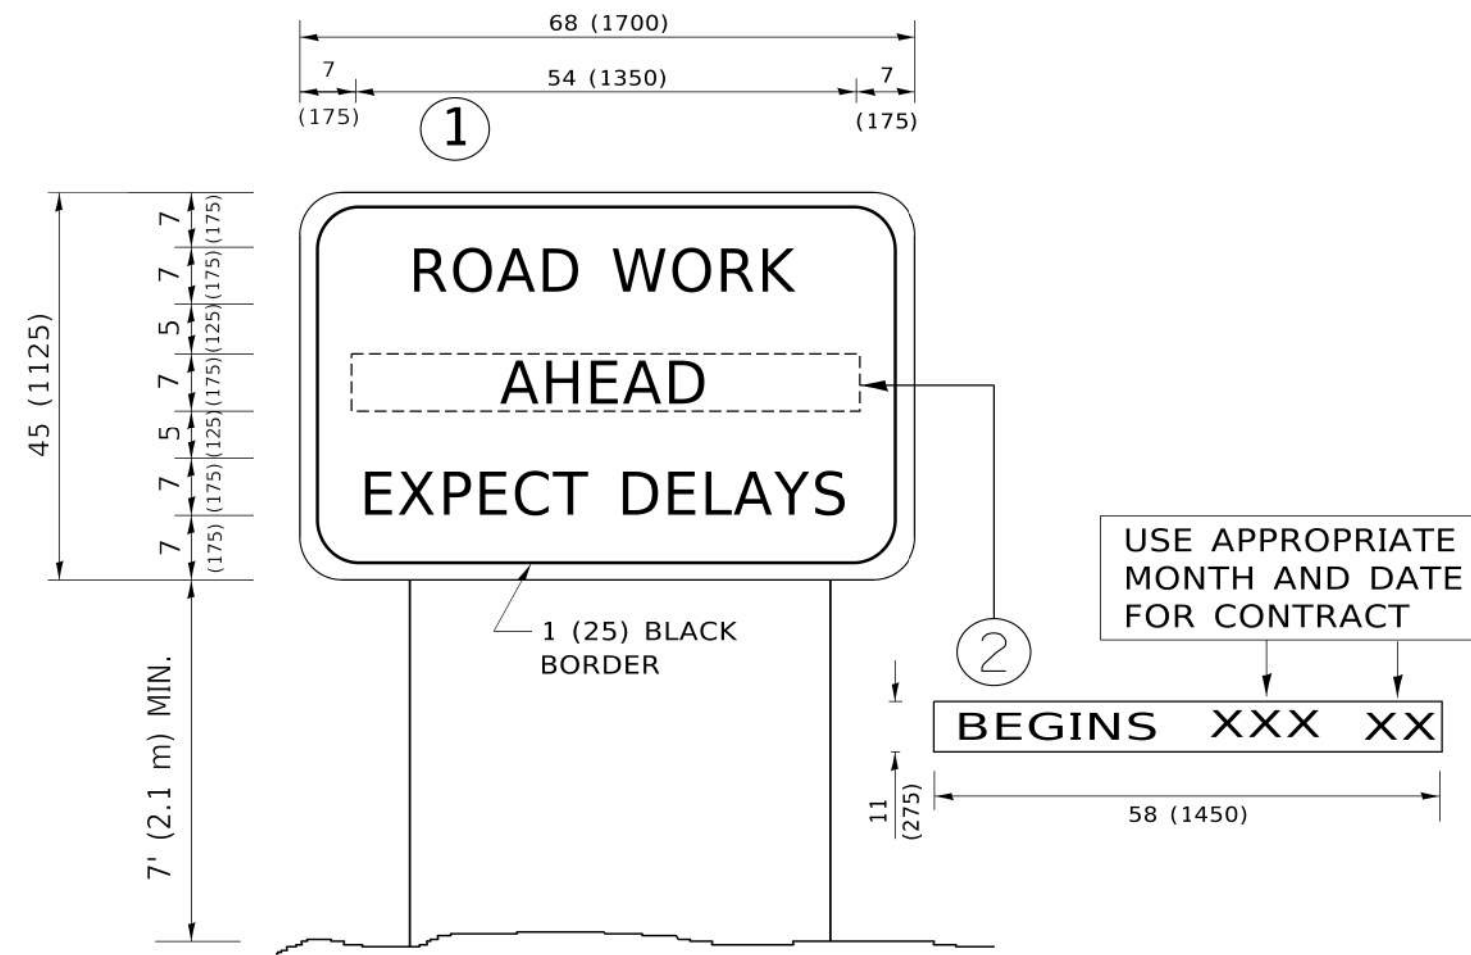 68 (1700)
7
54 (1350)
7
(175)
(175)
1
45 (1125)
7 (175)
7 (175)
5 (125)
7 (175)
5 (125)
7 (175)
7 (175)
ROAD WORK
AHEAD
EXPECT DELAYS
1 (25) BLACK
BORDER
7' (2.1 m) MIN.
USE APPROPRIATE
MONTH AND DATE
FOR CONTRACT
2
BEGINS XXX XX
11
(275)
58 (1450)